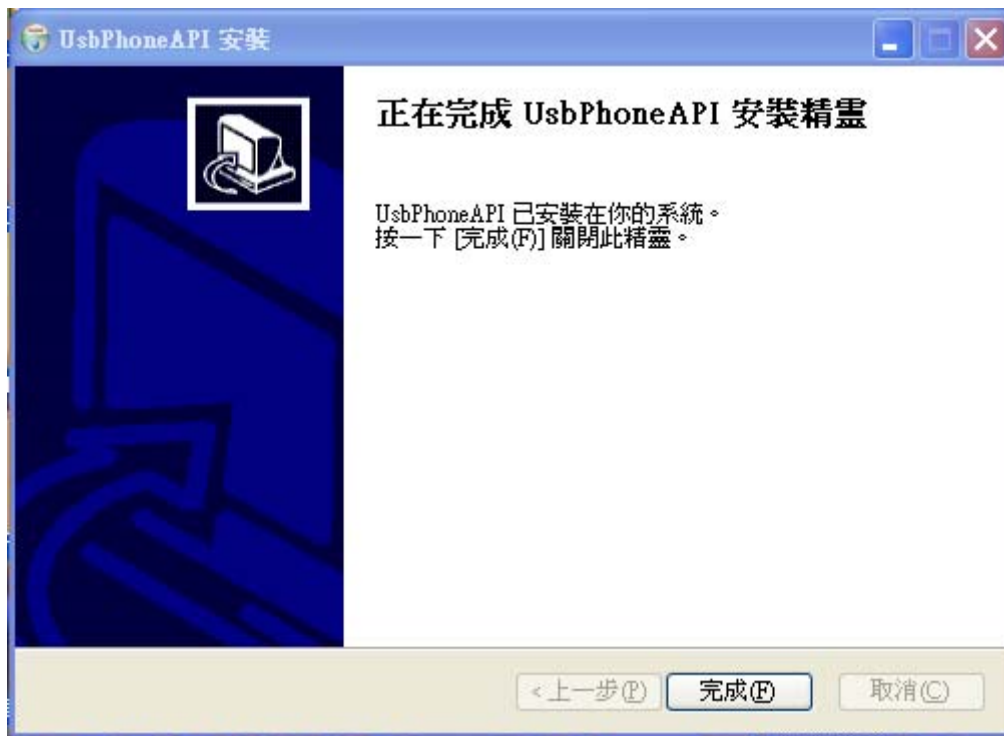 UsbPhoneAPI 安裝
正在完成 UsbPhoneAPI 安裝精靈
UsbPhoneAPI 已安裝在你的系統。
按一下 [完成(F)] 關閉此精靈。
<上一步(P)
完成(F)
取消(C)